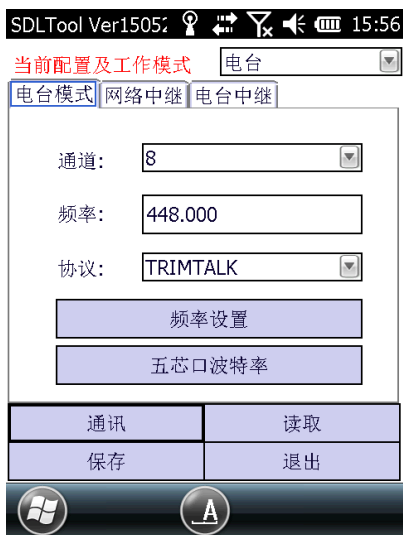 SDLTool Ver15052 15:56
当前配置及工作模式 电台
电台模式 网络中继 电台中继
通道: 8
频率: 448.000
协议: TRIMTALK
频率设置
五芯口波特率
通讯 读取
保存 退出
A